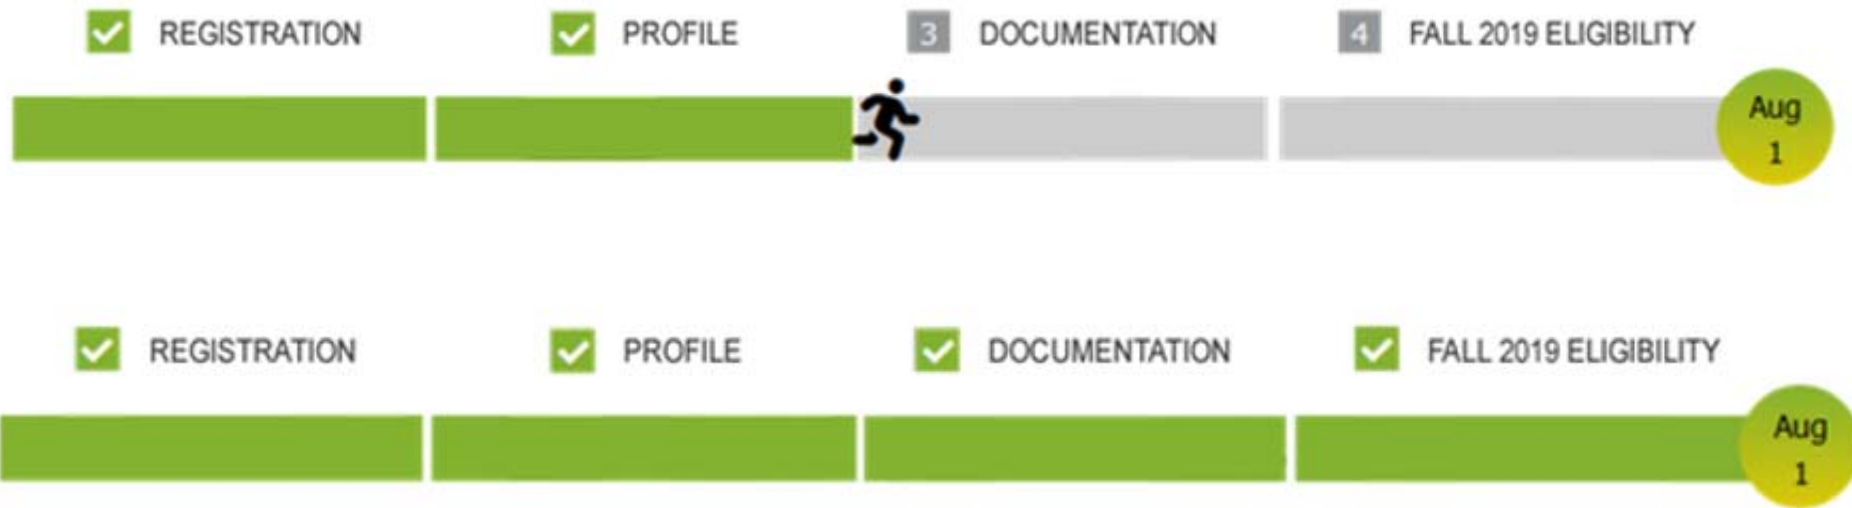 REGISTRATION PROFILE 3 DOCUMENTATION 4 FALL 2019 ELIGIBILITY
Aug
1
REGISTRATION PROFILE DOCUMENTATION FALL 2019 ELIGIBILITY
Aug
1